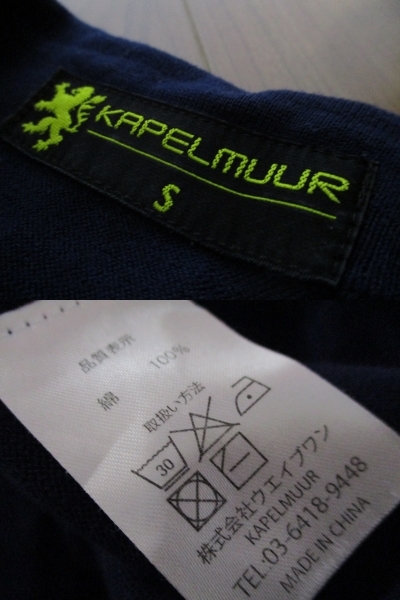 KAPELMUUR
S
品質表示
綿 100%
取扱い方法
30
株式会社ウエイブワン
KAPELMUUR
TEL:03-6418-9448
MADE IN CHINA